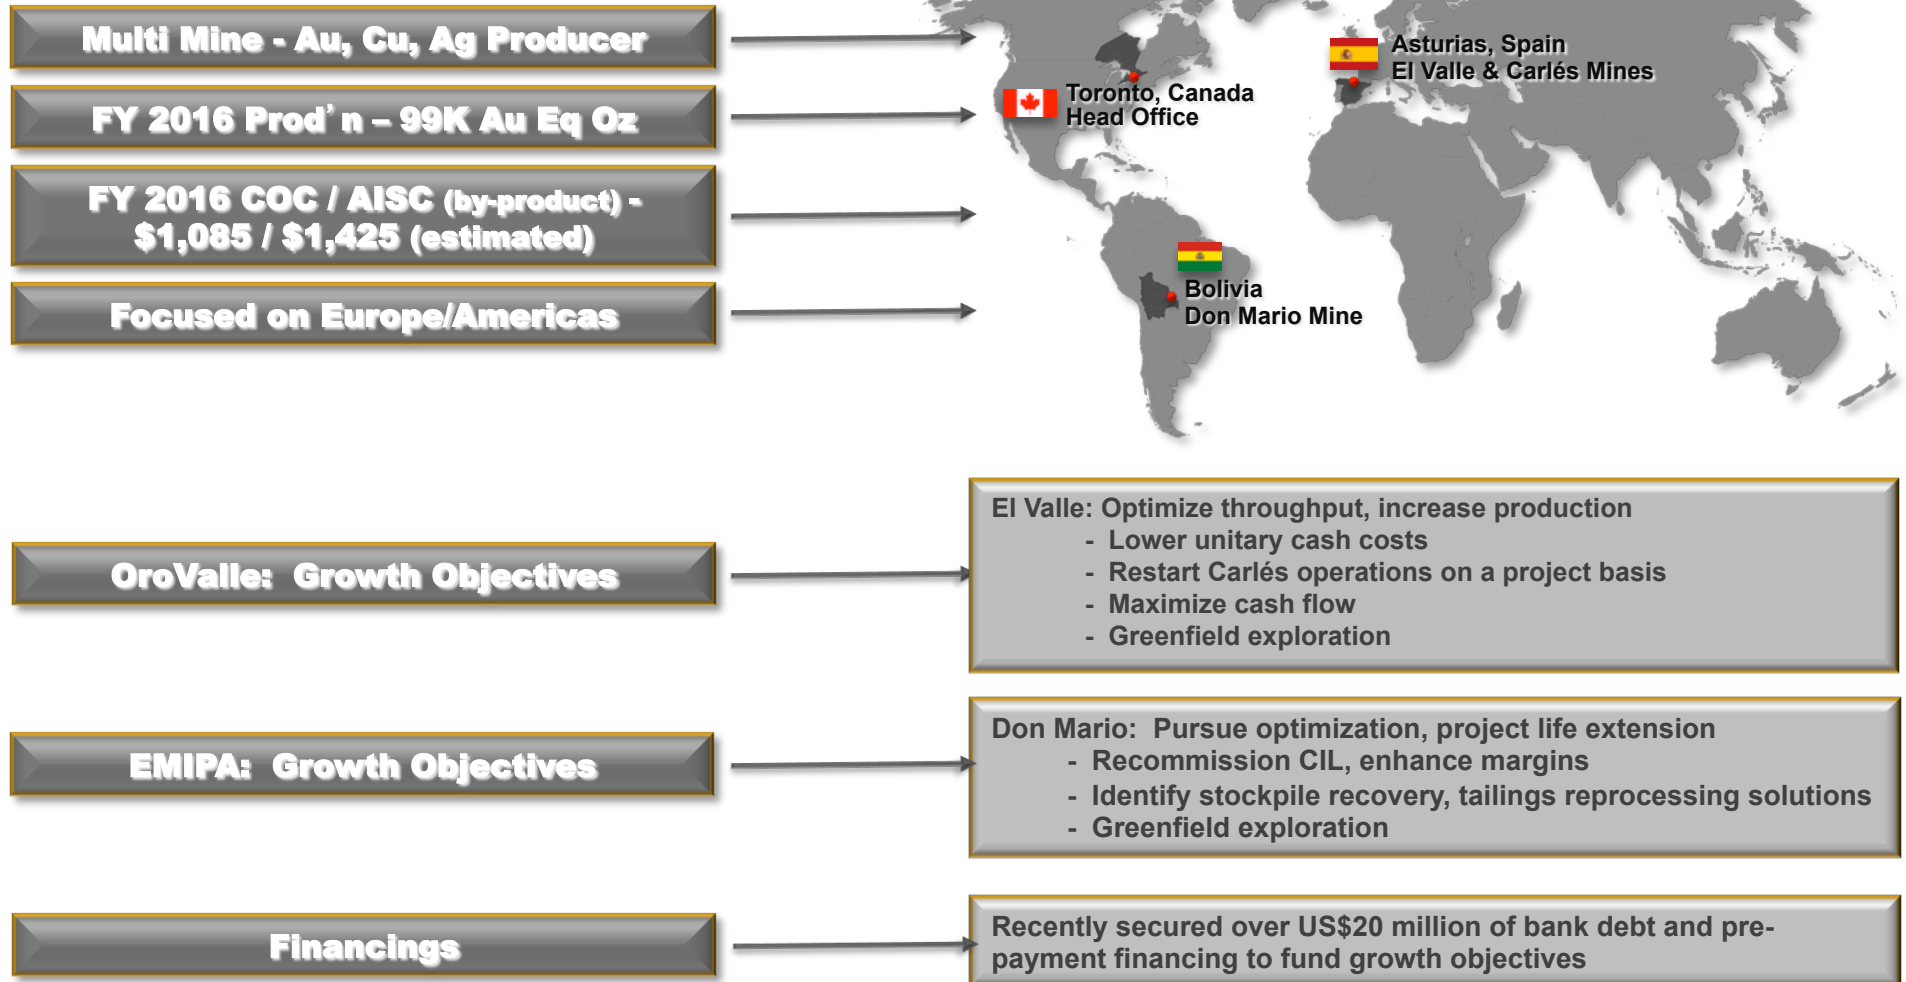 Multi Mine - Au, Cu, Ag Producer
FY 2016 Prod’n – 99K Au Eq Oz
FY 2016 COC / AISC (by-product) -
$1,085 / $1,425 (estimated)
Focused on Europe/Americas
Asturias, Spain
El Valle & Carlés Mines
Toronto, Canada
Head Office
Bolivia
Don Mario Mine
OroValle: Growth Objectives
El Valle: Optimize throughput, increase production
- Lower unitary cash costs
- Restart Carlés operations on a project basis
- Maximize cash flow
- Greenfield exploration
EMIPA: Growth Objectives
Don Mario: Pursue optimization, project life extension
- Recommission CIL, enhance margins
- Identify stockpile recovery, tailings reprocessing solutions
- Greenfield exploration
Financings
Recently secured over US$20 million of bank debt and pre-
payment financing to fund growth objectives